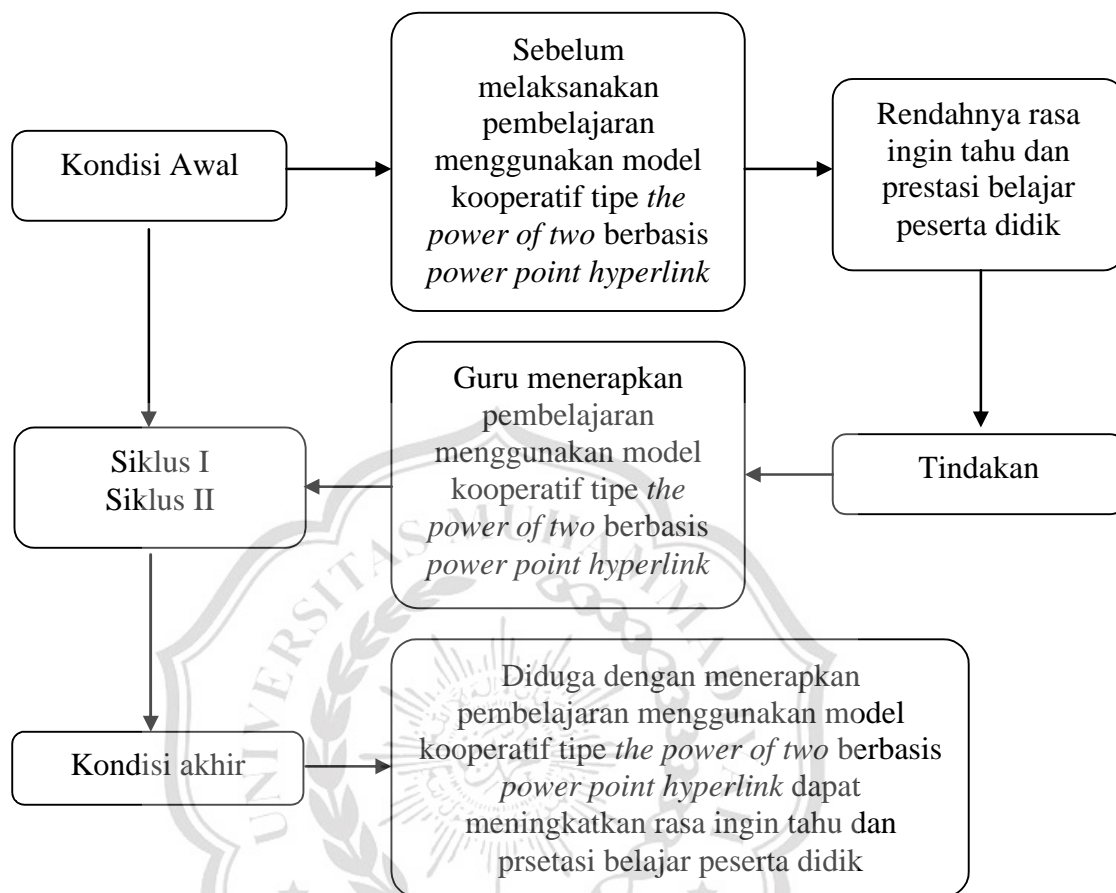 Kondisi Awal
Sebelum
melaksanakan
pembelajaran
menggunakan model
kooperatif tipe the
power of two berbasis
power point hyperlink
Rendahnya rasa
ingin tahu dan
prestasi belajar
peserta didik
Tindakan
Guru menerapkan
pembelajaran
menggunakan model
kooperatif tipe the
power of two berbasis
power point hyperlink
Siklus I
Siklus II
Kondisi akhir
Diduga dengan menerapkan
pembelajaran menggunakan model
kooperatif tipe the power of two berbasis
power point hyperlink dapat
meningkatkan rasa ingin tahu dan
prsetasi belajar peserta didik
UNIVERSITAS MUHAMMADIYAH